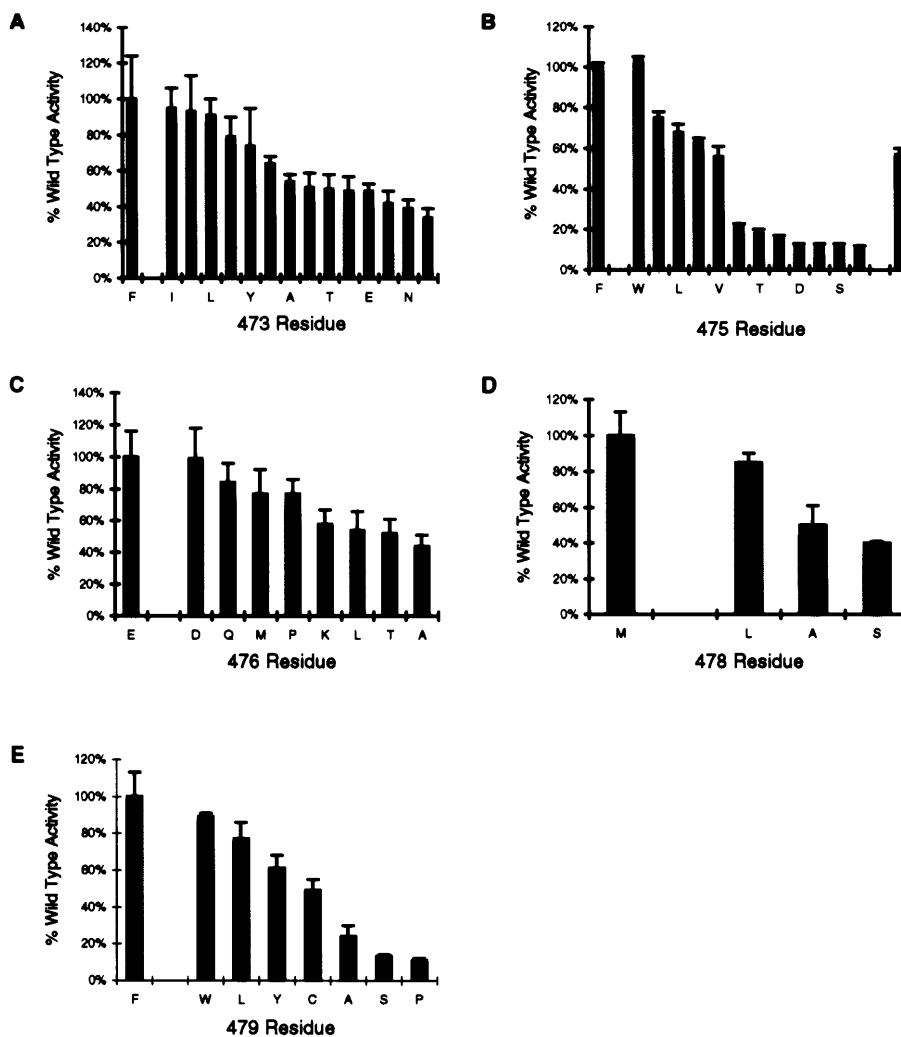 A
140%
120%
100%
80%
60%
40%
20%
0%
% Wild Type Activity
F I L Y A T E N
473 Residue
B
120%
100%
80%
60%
40%
20%
0%
% Wild Type Activity
F W L V T D S
475 Residue
C
140%
120%
100%
80%
60%
40%
20%
0%
% Wild Type Activity
E D Q M P K L T A
476 Residue
D
120%
100%
80%
60%
40%
20%
0%
% Wild Type Activity
M L A S
478 Residue
E
120%
100%
80%
60%
40%
20%
0%
% Wild Type Activity
F W L Y C A S P
479 Residue